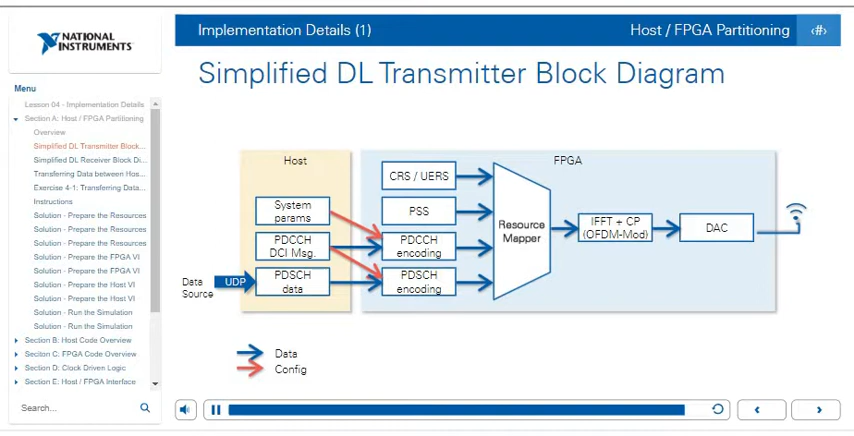 NATIONAL
INSTRUMENTS
Menu
Lesson 04 - Implementation Details
Section A: Host / FPGA Partitioning
Overview
Simplified DL Transmitter Block...
Simplified DL Receiver Block Di...
Transferring Data between Hos...
Exercise 4-1: Transferring Data...
Instructions
Solution - Prepare the Resources
Solution - Prepare the Resources
Solution - Prepare the Resources
Solution - Prepare the FPGA VI
Solution - Prepare the FPGA VI
Solution - Prepare the Host VI
Solution - Prepare the Host VI
Solution - Run the Simulation
Solution - Run the Simulation
Section B: Host Code Overview
Section C: FPGA Code Overview
Section D: Clock Driven Logic
Section E: Host / FPGA Interface
Search...
Implementation Details (1)
Host / FPGA Partitioning
‹#›
Simplified DL Transmitter Block Diagram
Host
FPGA
System
params
PDCCH
DCI Msg.
PDSCH
data
Data
Source
UDP
CRS / UERS
PSS
PDCCH
encoding
PDSCH
encoding
Resource
Mapper
IFFT + CP
(OFDM-Mod)
DAC
Data
Config